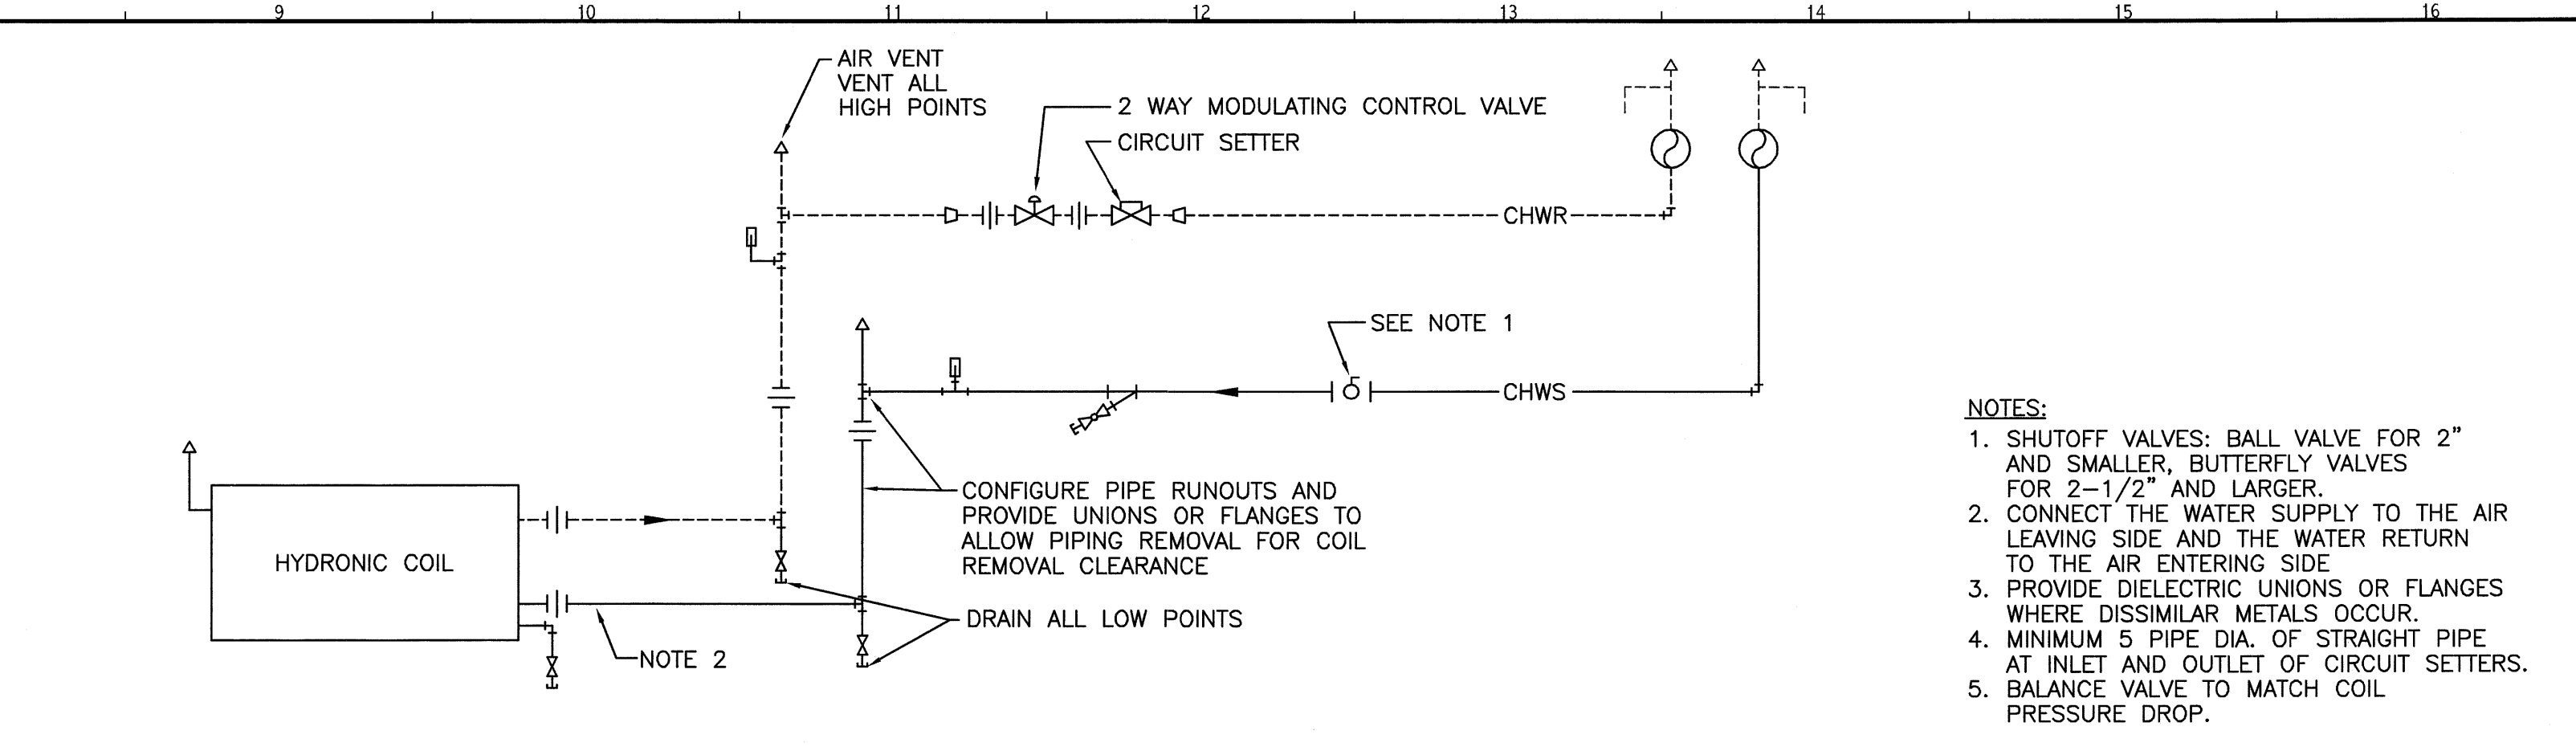 9 10 11 12 13 14 15 16
AIR VENT
VENT ALL
HIGH POINTS
2 WAY MODULATING CONTROL VALVE
CIRCUIT SETTER
CHWR
SEE NOTE 1
CHWS
CONFIGURE PIPE RUNOUTS AND
PROVIDE UNIONS OR FLANGES TO
ALLOW PIPING REMOVAL FOR COIL
REMOVAL CLEARANCE
HYDRONIC COIL
DRAIN ALL LOW POINTS
NOTE 2
NOTES:
1. SHUTOFF VALVES: BALL VALVE FOR 2"
AND SMALLER, BUTTERFLY VALVES
FOR 2-1/2" AND LARGER.
2. CONNECT THE WATER SUPPLY TO THE AIR
LEAVING SIDE AND THE WATER RETURN
TO THE AIR ENTERING SIDE
3. PROVIDE DIELECTRIC UNIONS OR FLANGES
WHERE DISSIMILAR METALS OCCUR.
4. MINIMUM 5 PIPE DIA. OF STRAIGHT PIPE
AT INLET AND OUTLET OF CIRCUIT SETTERS.
5. BALANCE VALVE TO MATCH COIL
PRESSURE DROP.